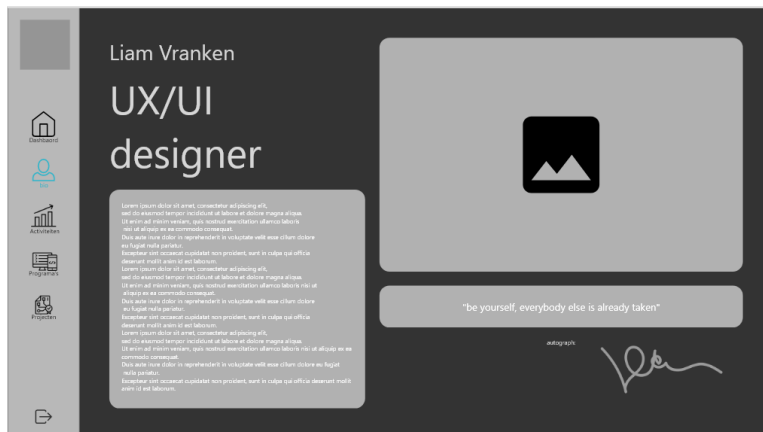 Liam Vranken
UX/UI
designer
Dashbaord
Activiteiten
Programa's
Projecten
Lorem ipsum dolor sit amet, consectetur adipiscing elit,
sed do eiusmod tempor incididunt ut labore et dolore magna aliqua.
Ut enim ad minim veniam, quis nostrud exercitation ullamco laboris
nisi ut aliquip ex ea commodo consequat.
Duis aute irure dolor in reprehenderit in voluptate velit esse cillum dolore
eu fugiat nulla pariatur.
Excepteur sint occaecat cupidatat non proident, sunt in culpa qui officia
deserunt mollit anim id est laborum.
Lorem ipsum dolor sit amet, consectetur adipiscing elit,
sed do eiusmod tempor incididunt ut labore et dolore magna aliqua.
Ut enim ad minim veniam, quis nostrud exercitation ullamco laboris nisi ut
aliquip ex ea commodo consequat.
Duis aute irure dolor in reprehenderit in voluptate velit esse cillum dolore
eu fugiat nulla pariatur.
Excepteur sint occaecat cupidatat non proident, sunt in culpa qui officia
deserunt mollit anim id est laborum.
Lorem ipsum dolor sit amet, consectetur adipiscing elit,
sed do eiusmod tempor incididunt ut labore et dolore magna aliqua.
Ut enim ad minim veniam, quis nostrud exercitation ullamco laboris nisi ut aliquip ex ea
commodo consequat.
Duis aute irure dolor in reprehenderit in voluptate velit esse cillum dolore eu fugiat
nulla pariatur.
Excepteur sint occaecat cupidatat non proident, sunt in culpa qui officia deserunt mollit
anim id est laborum.
"be yourself, everybody else is already taken"
autograph: